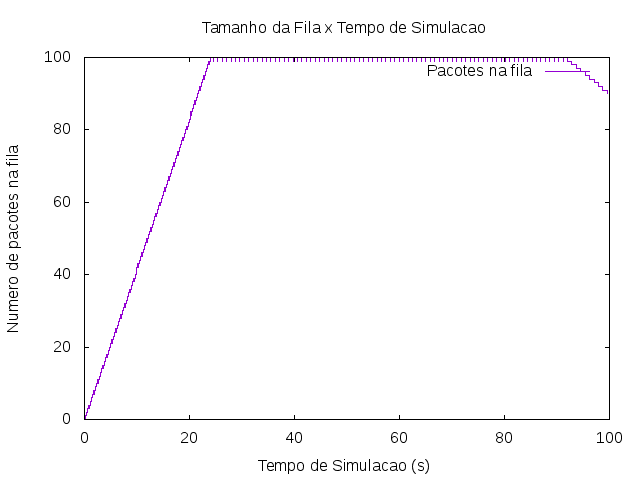 Tamanho da Fila x Tempo de Simulacao
100
Pacotes na fila
80
60
40
20
0
Numero de pacotes na fila
0 20 40 60 80 100
Tempo de Simulacao (s)